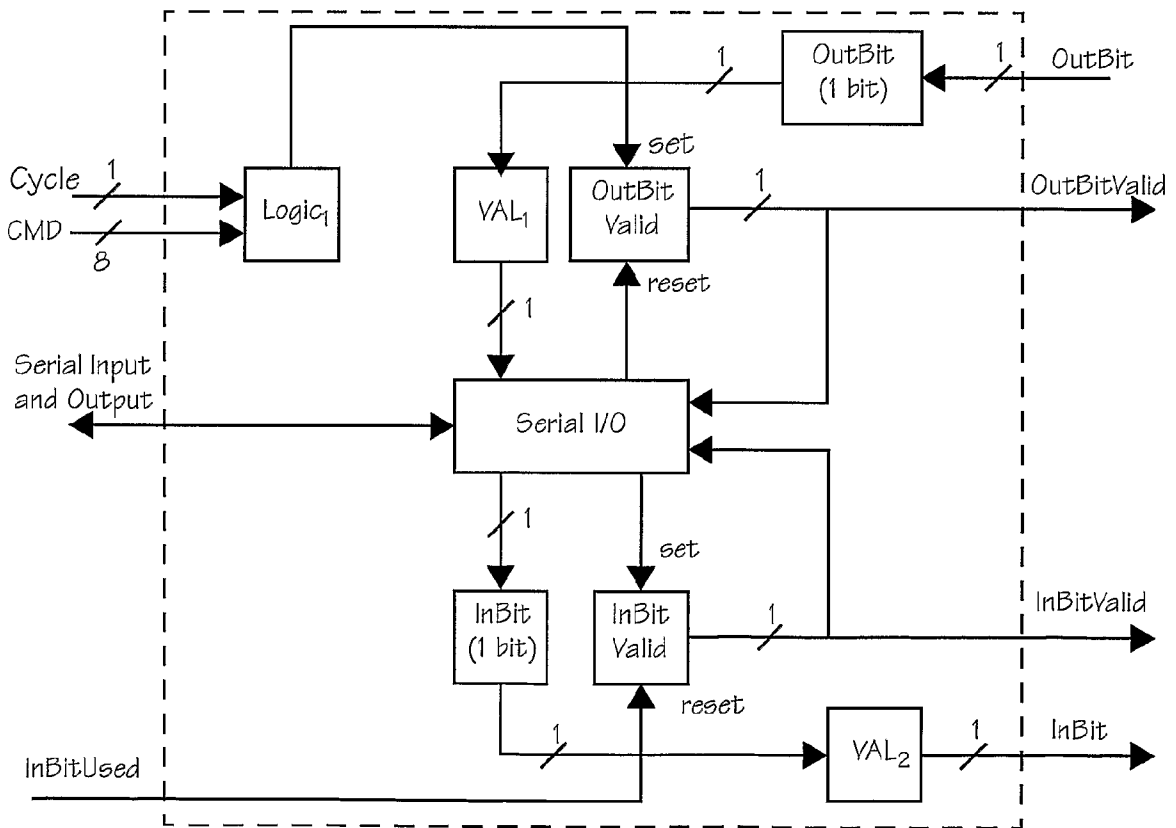 OutBit
(1 bit)
1
1
OutBit
set
Cycle
1
Logic1
VAL1
OutBit
Valid
1
OutBitValid
CMD
8
reset
1
Serial Input
and Output
Serial I/O
1
set
InBit
(1 bit)
InBit
Valid
1
InBitValid
reset
1
VAL2
1
InBit
InBitUsed